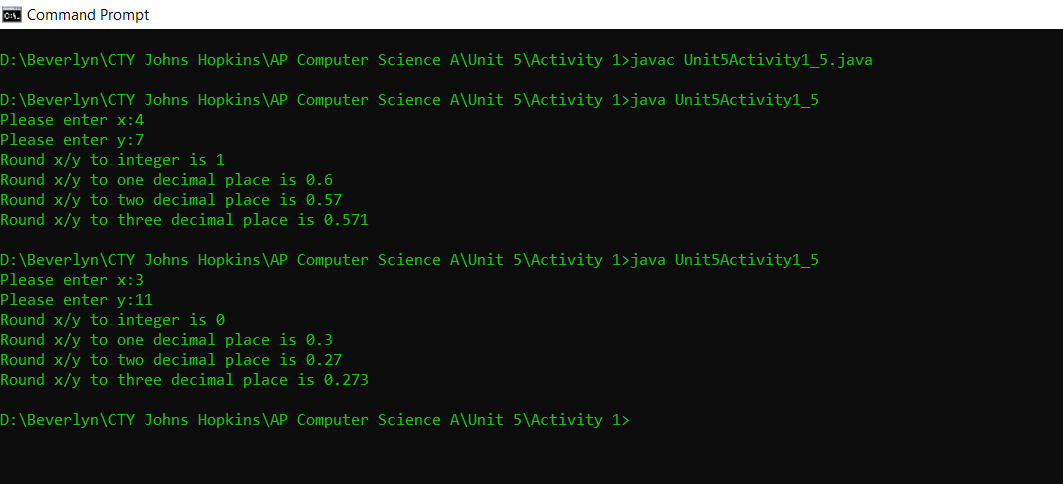 Command Prompt
D:\Beverlyn\CTY Johns Hopkins\AP Computer Science A\Unit 5\Activity 1>javac Unit5Activity1_5.java
D:\Beverlyn\CTY Johns Hopkins\AP Computer Science A\Unit 5\Activity 1>java Unit5Activity1_5
Please enter x:4
Please enter y:7
Round x/y to integer is 1
Round x/y to one decimal place is 0.6
Round x/y to two decimal place is 0.57
Round x/y to three decimal place is 0.571
D:\Beverlyn\CTY Johns Hopkins\AP Computer Science A\Unit 5\Activity 1>java Unit5Activity1_5
Please enter x:3
Please enter y:11
Round x/y to integer is 0
Round x/y to one decimal place is 0.3
Round x/y to two decimal place is 0.27
Round x/y to three decimal place is 0.273
D:\Beverlyn\CTY Johns Hopkins\AP Computer Science A\Unit 5\Activity 1>